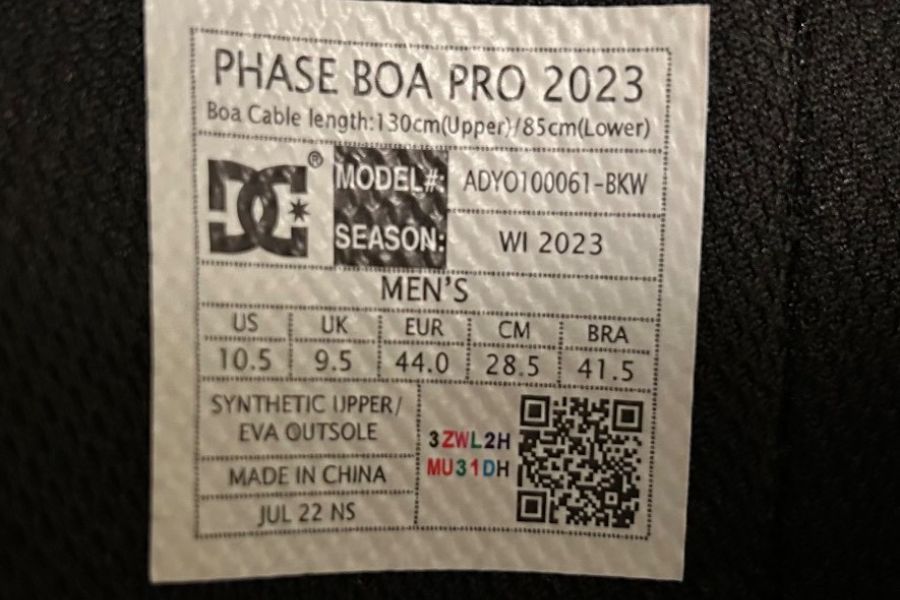 PHASE BOA PRO 2023
Boa Cable length:130cm(Upper)/85cm(Lower)
DC®
MODEL#: ADYO100061-BKW
SEASON: WI 2023
MEN'S
US UK EUR CM BRA
10.5 9.5 44.0 28.5 41.5
SYNTHETIC UPPER/
EVA OUTSOLE
MADE IN CHINA
JUL 22 NS
3ZWL2H
MU31DH